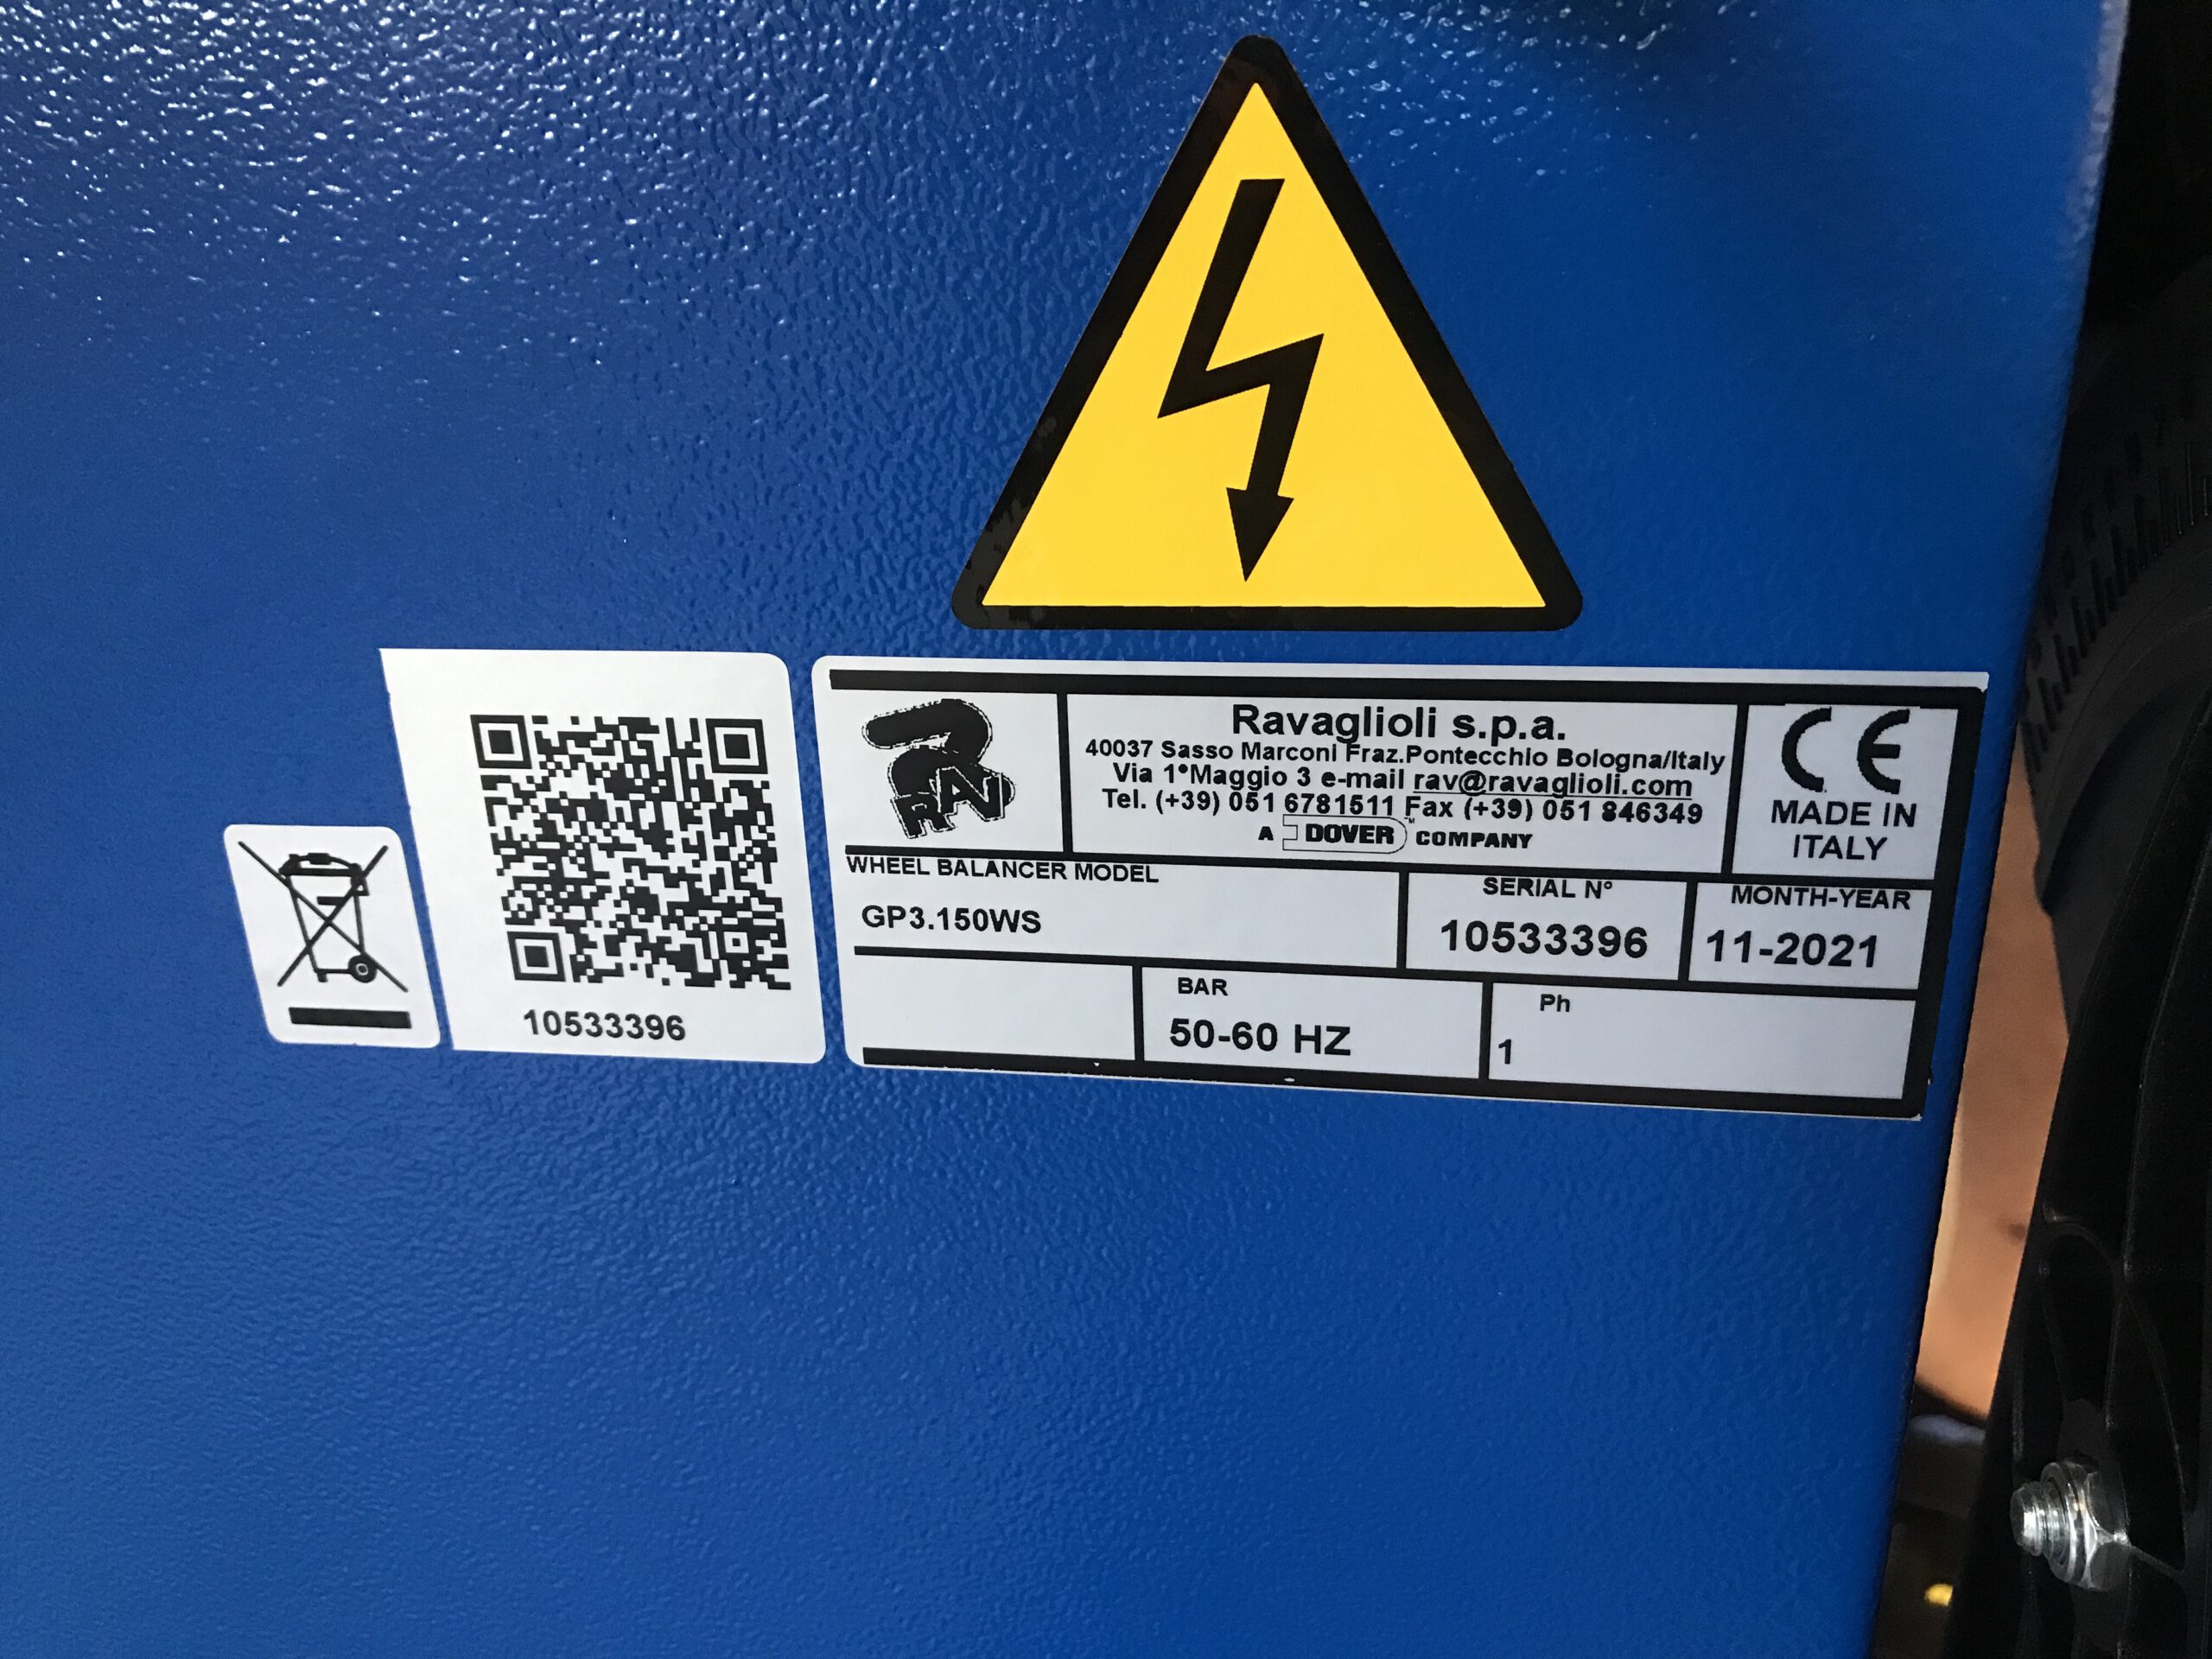 RAV
Ravaglioli s.p.a.
40037 Sasso Marconi Fraz.Pontecchio Bologna/Italy
Via 1°Maggio 3 e-mail rav@ravaglioli.com
Tel. (+39) 051 6781511 Fax (+39) 051 846349
A DOVER™ COMPANY
CE
MADE IN
ITALY
WHEEL BALANCER MODEL
GP3.150WS
SERIAL N°
10533396
MONTH-YEAR
11-2021
BAR
50-60 HZ
Ph
1
10533396